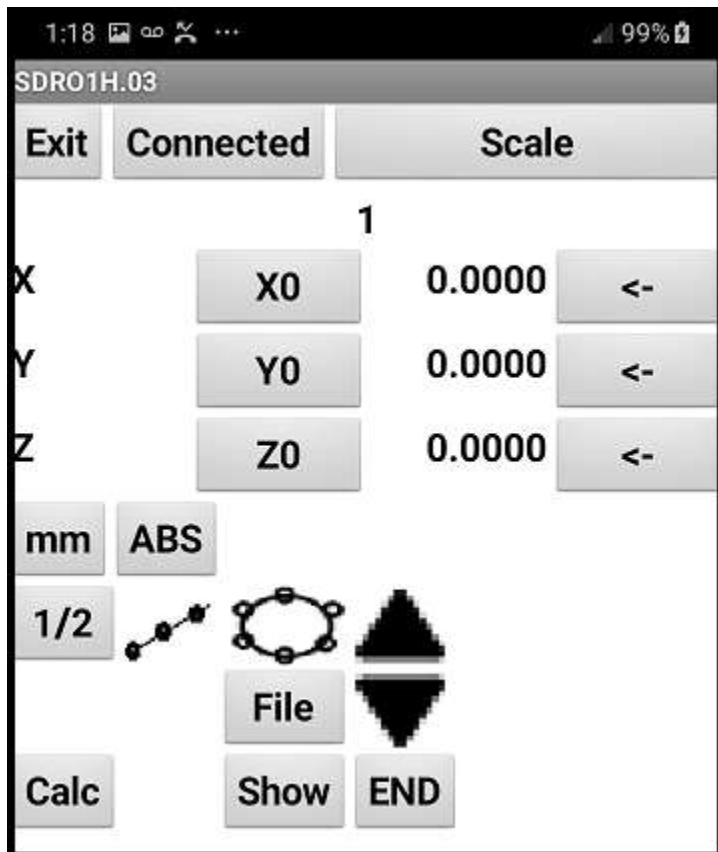 1:18 ... 99%
SDRO1H.03
Exit Connected Scale
1
X X0 0.0000 <-
Y Y0 0.0000 <-
Z Z0 0.0000 <-
mm ABS
1/2
File
Calc Show END